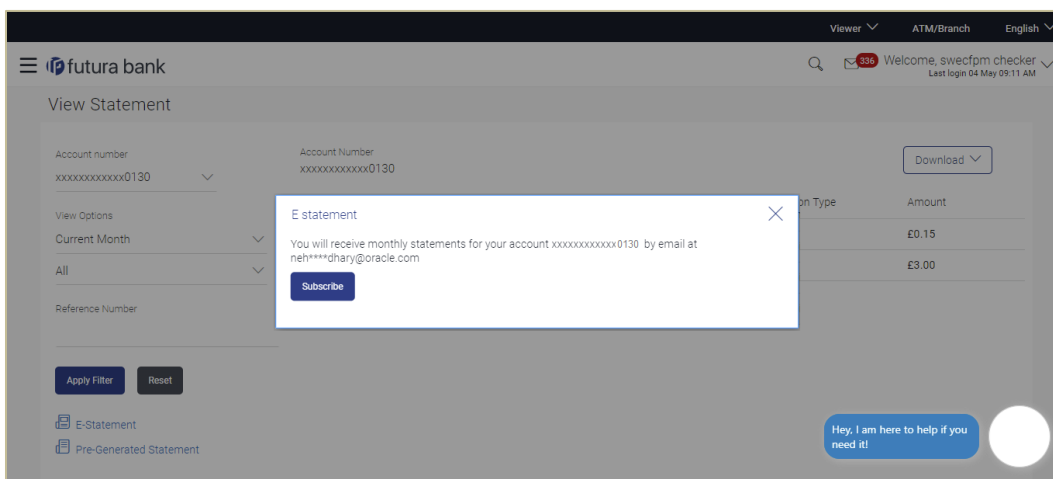 Viewer ATM/Branch English
futura bank
336 Welcome, swecfpm checker
Last login 04 May 09:11 AM
View Statement
Account number
xxxxxxxxxxxx0130
Account Number
xxxxxxxxxxxx0130
Download
on Type Amount
View Options
Current Month
£0.15
All
£3.00
E statement
You will receive monthly statements for your account xxxxxxxxxxxx0130 by email at
neh****dhary@oracle.com
Subscribe
Reference Number
Apply Filter Reset
E-Statement
Pre-Generated Statement
Hey, I am here to help if you
need it!